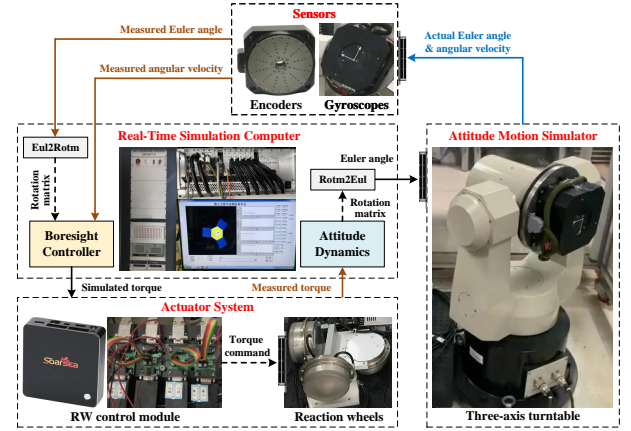 Sensors
Measured Euler angle
Measured angular velocity
Actual Euler angle
& angular velocity
Encoders
Gyroscopes
Real-Time Simulation Computer
Attitude Motion Simulator
Eul2Rotm
Euler angle
Rotm2Eul
Rotation
matrix
Rotation
matrix
Boresight
Controller
Attitude
Dynamics
Simulated torque
Actuator System
Measured torque
Torque
command
RW control module
Reaction wheels
Three-axis turntable